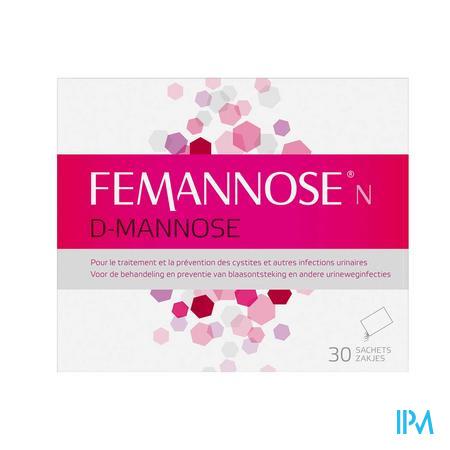 FEMANNOSE® N
D-MANNOSE
Pour le traitement et la prévention des cystites et autres infections urinaires
Voor de behandeling en preventie van blaasontsteking en andere urineweginfecties
30 SACHETS
ZAKJES
IPM